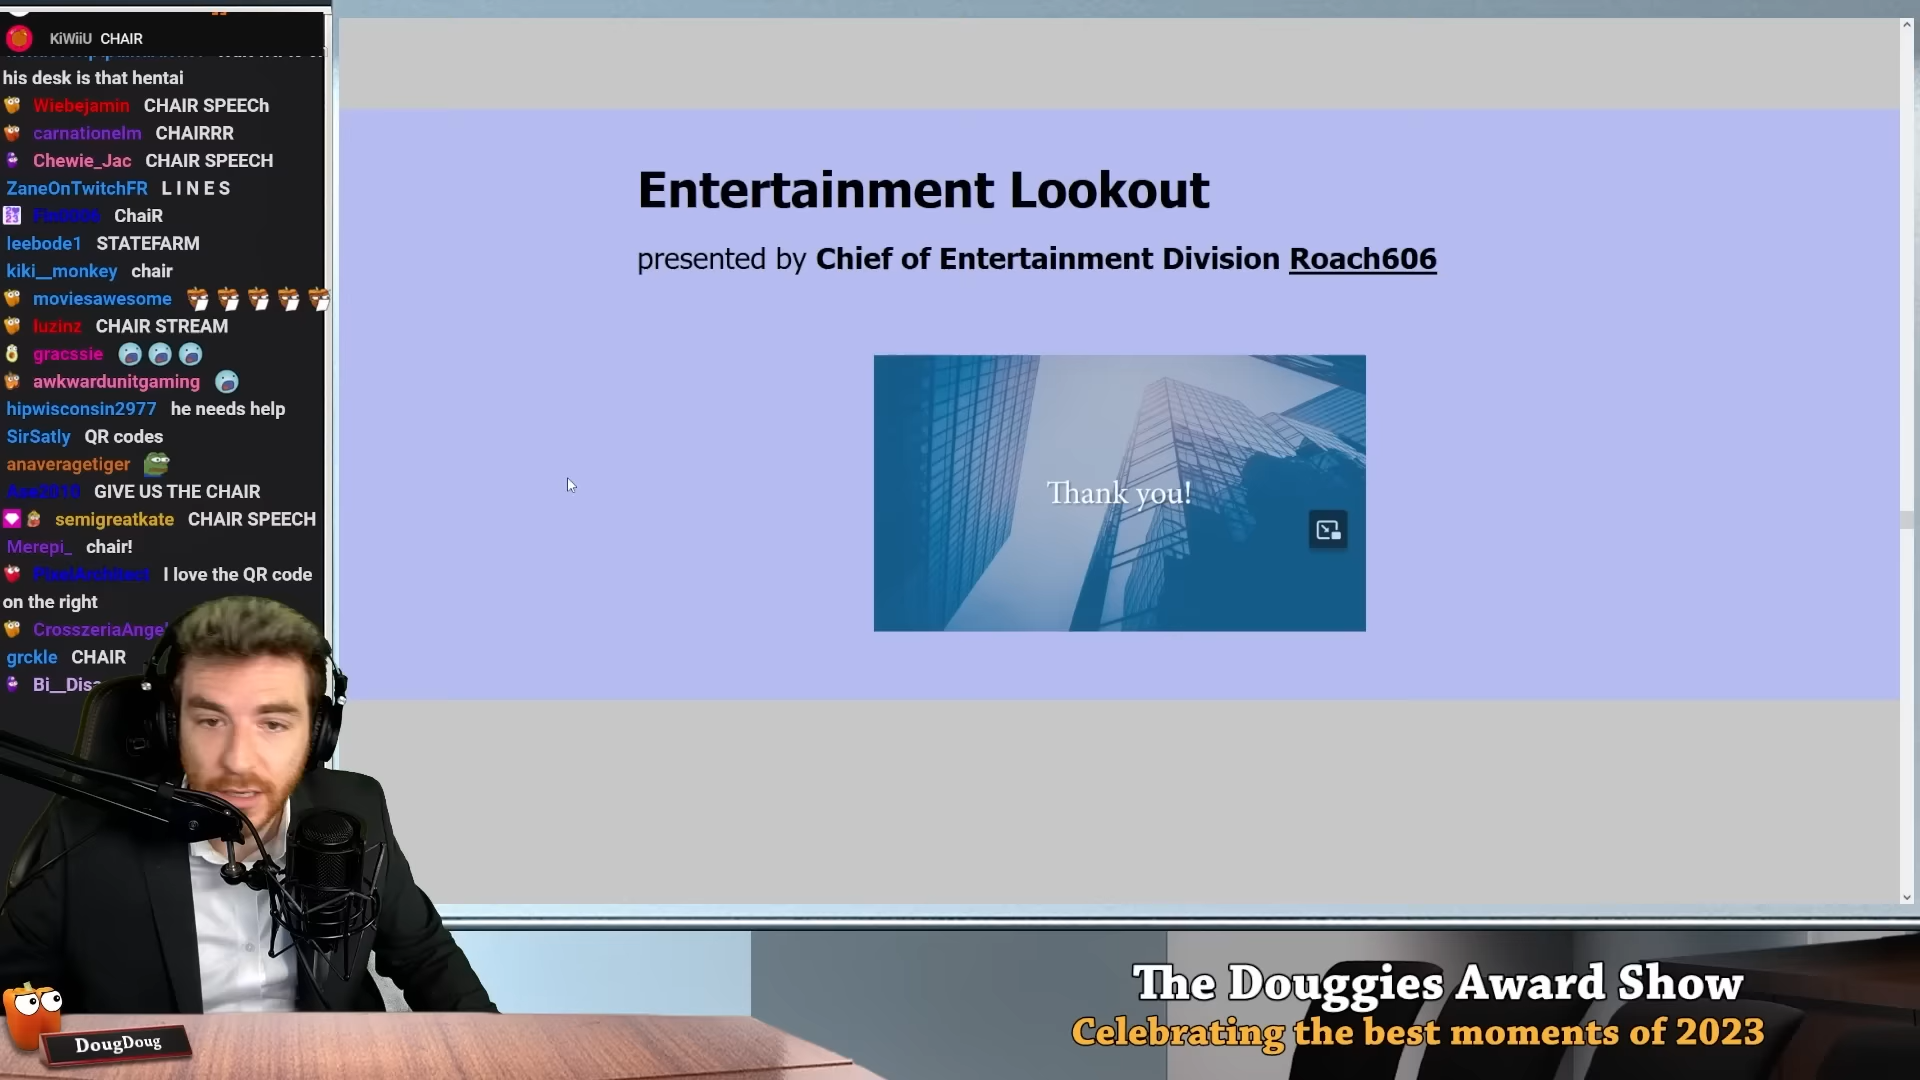 KiWiiU CHAIR
his desk is that hentai
Wiebejamin CHAIR SPEECh
carnationelm CHAIRRR
Chewie_Jac CHAIR SPEECH
ZaneOnTwitchFR L I N E S
ChaiR
leebode1 STATEFARM
kiki__monkey chair
moviesawesome
luzinz CHAIR STREAM
gracssie
awkwardunitgaming
hipwisconsin2977 he needs help
SirSatly QR codes
anaveragetiger
GIVE US THE CHAIR
semigreatkate CHAIR SPEECH
Merepi_ chair!
PixelArchitect I love the QR code
on the right
CrosszeriaAnge
grckle CHAIR
Bi__Disa
Entertainment Lookout
presented by Chief of Entertainment Division Roach606
Thank you!
DougDoug
The Douggies Award Show
Celebrating the best moments of 2023